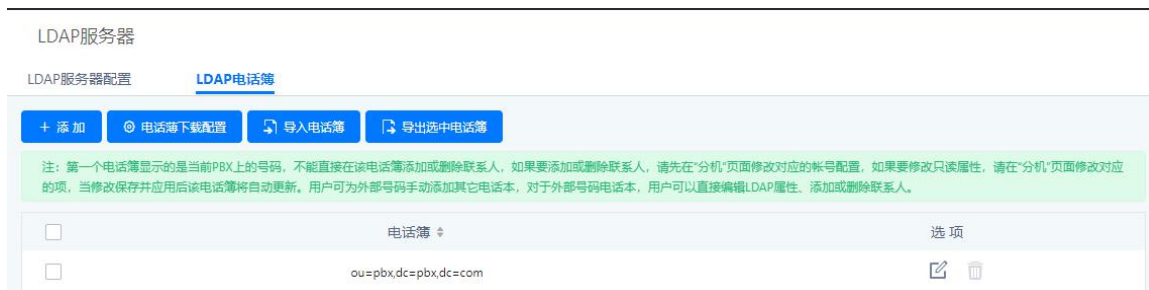 LDAP服务器
LDAP服务器配置 LDAP电话簿
+ 添加 电话簿下载配置 导入电话簿 导出选中电话簿
注：第一个电话簿显示的是当前PBX上的号码，不能直接在该电话簿添加或删除联系人，如果要添加或删除联系人，请先在“分机”页面修改对应的帐号配置，如果要修改只读属性，请在“分机”页面修改对应
的项，当修改保存并应用后该电话簿将自动更新。用户可为外部号码手动添加其它电话本，对于外部号码电话本，用户可以直接编辑LDAP属性、添加或删除联系人。
电话簿 选项
ou=pbx,dc=pbx,dc=com